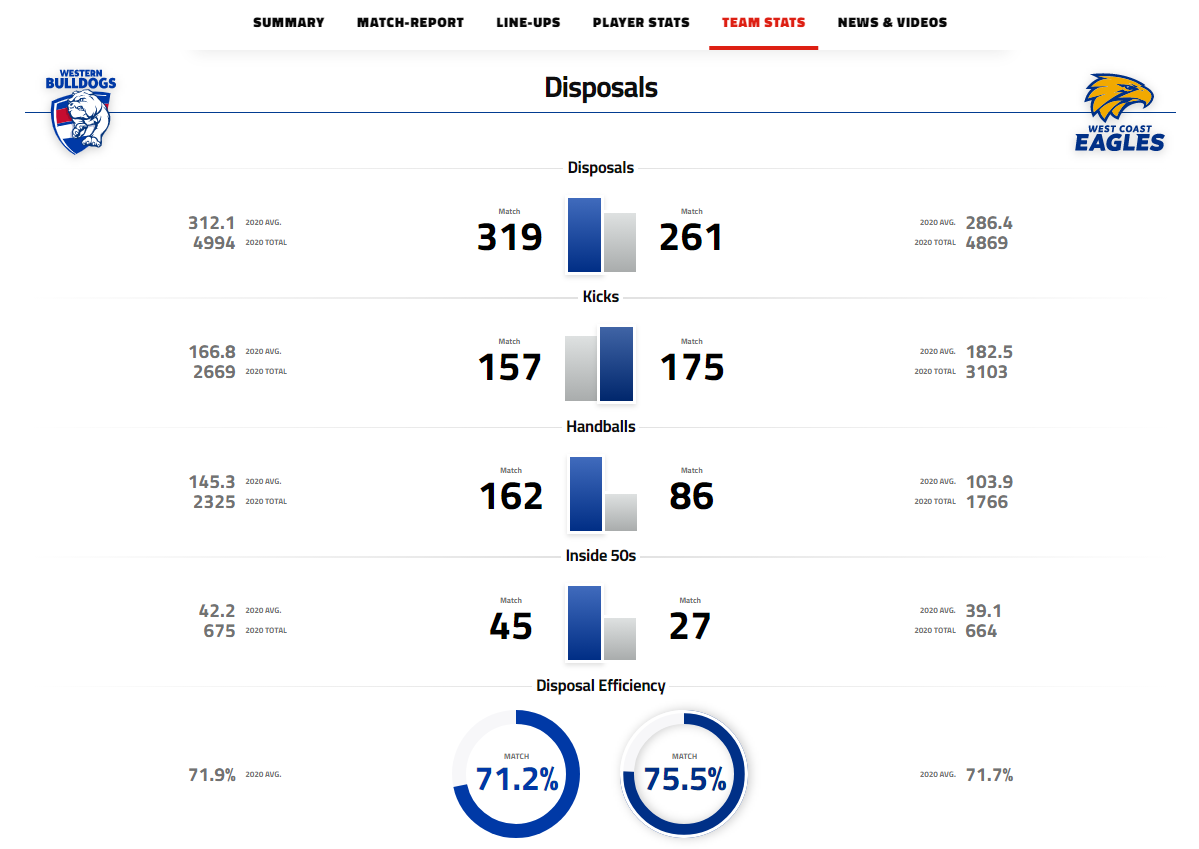 SUMMARY MATCH-REPORT LINE-UPS PLAYER STATS TEAM STATS NEWS & VIDEOS
WESTERN
BULLDOGS
Disposals
WEST COAST
EAGLES
Disposals
312.1 2020 AVG.
4994 2020 TOTAL
Match
319
Match
261
2020 AVG. 286.4
2020 TOTAL 4869
Kicks
166.8 2020 AVG.
2669 2020 TOTAL
Match
157
Match
175
2020 AVG. 182.5
2020 TOTAL 3103
Handballs
145.3 2020 AVG.
2325 2020 TOTAL
Match
162
Match
86
2020 AVG. 103.9
2020 TOTAL 1766
Inside 50s
42.2 2020 AVG.
675 2020 TOTAL
Match
45
Match
27
2020 AVG. 39.1
2020 TOTAL 664
Disposal Efficiency
71.9% 2020 AVG.
MATCH
71.2%
MATCH
75.5%
2020 AVG. 71.7%